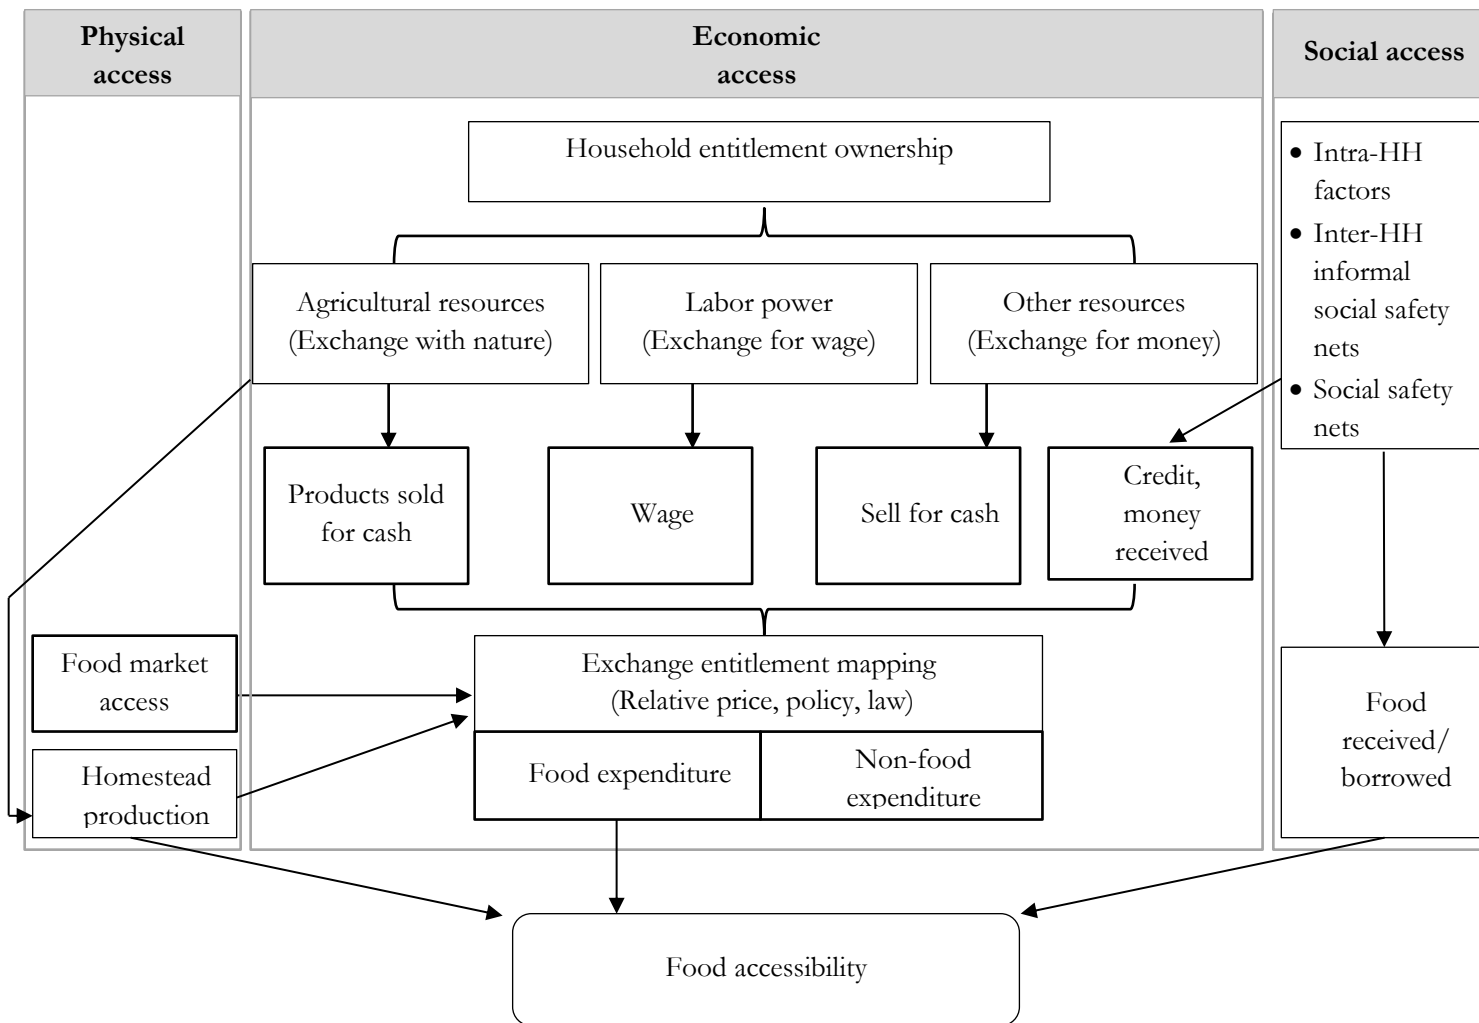 Physical
access
Economic
access
Social access
Household entitlement ownership
Agricultural resources
(Exchange with nature)
Labor power
(Exchange for wage)
Other resources
(Exchange for money)
• Intra-HH
factors
• Inter-HH
informal
social safety
nets
• Social safety
nets
Products sold
for cash
Wage
Sell for cash
Credit,
money
received
Food market
access
Exchange entitlement mapping
(Relative price, policy, law)
Food
received/
borrowed
Homestead
production
Food expenditure
Non-food
expenditure
Food accessibility